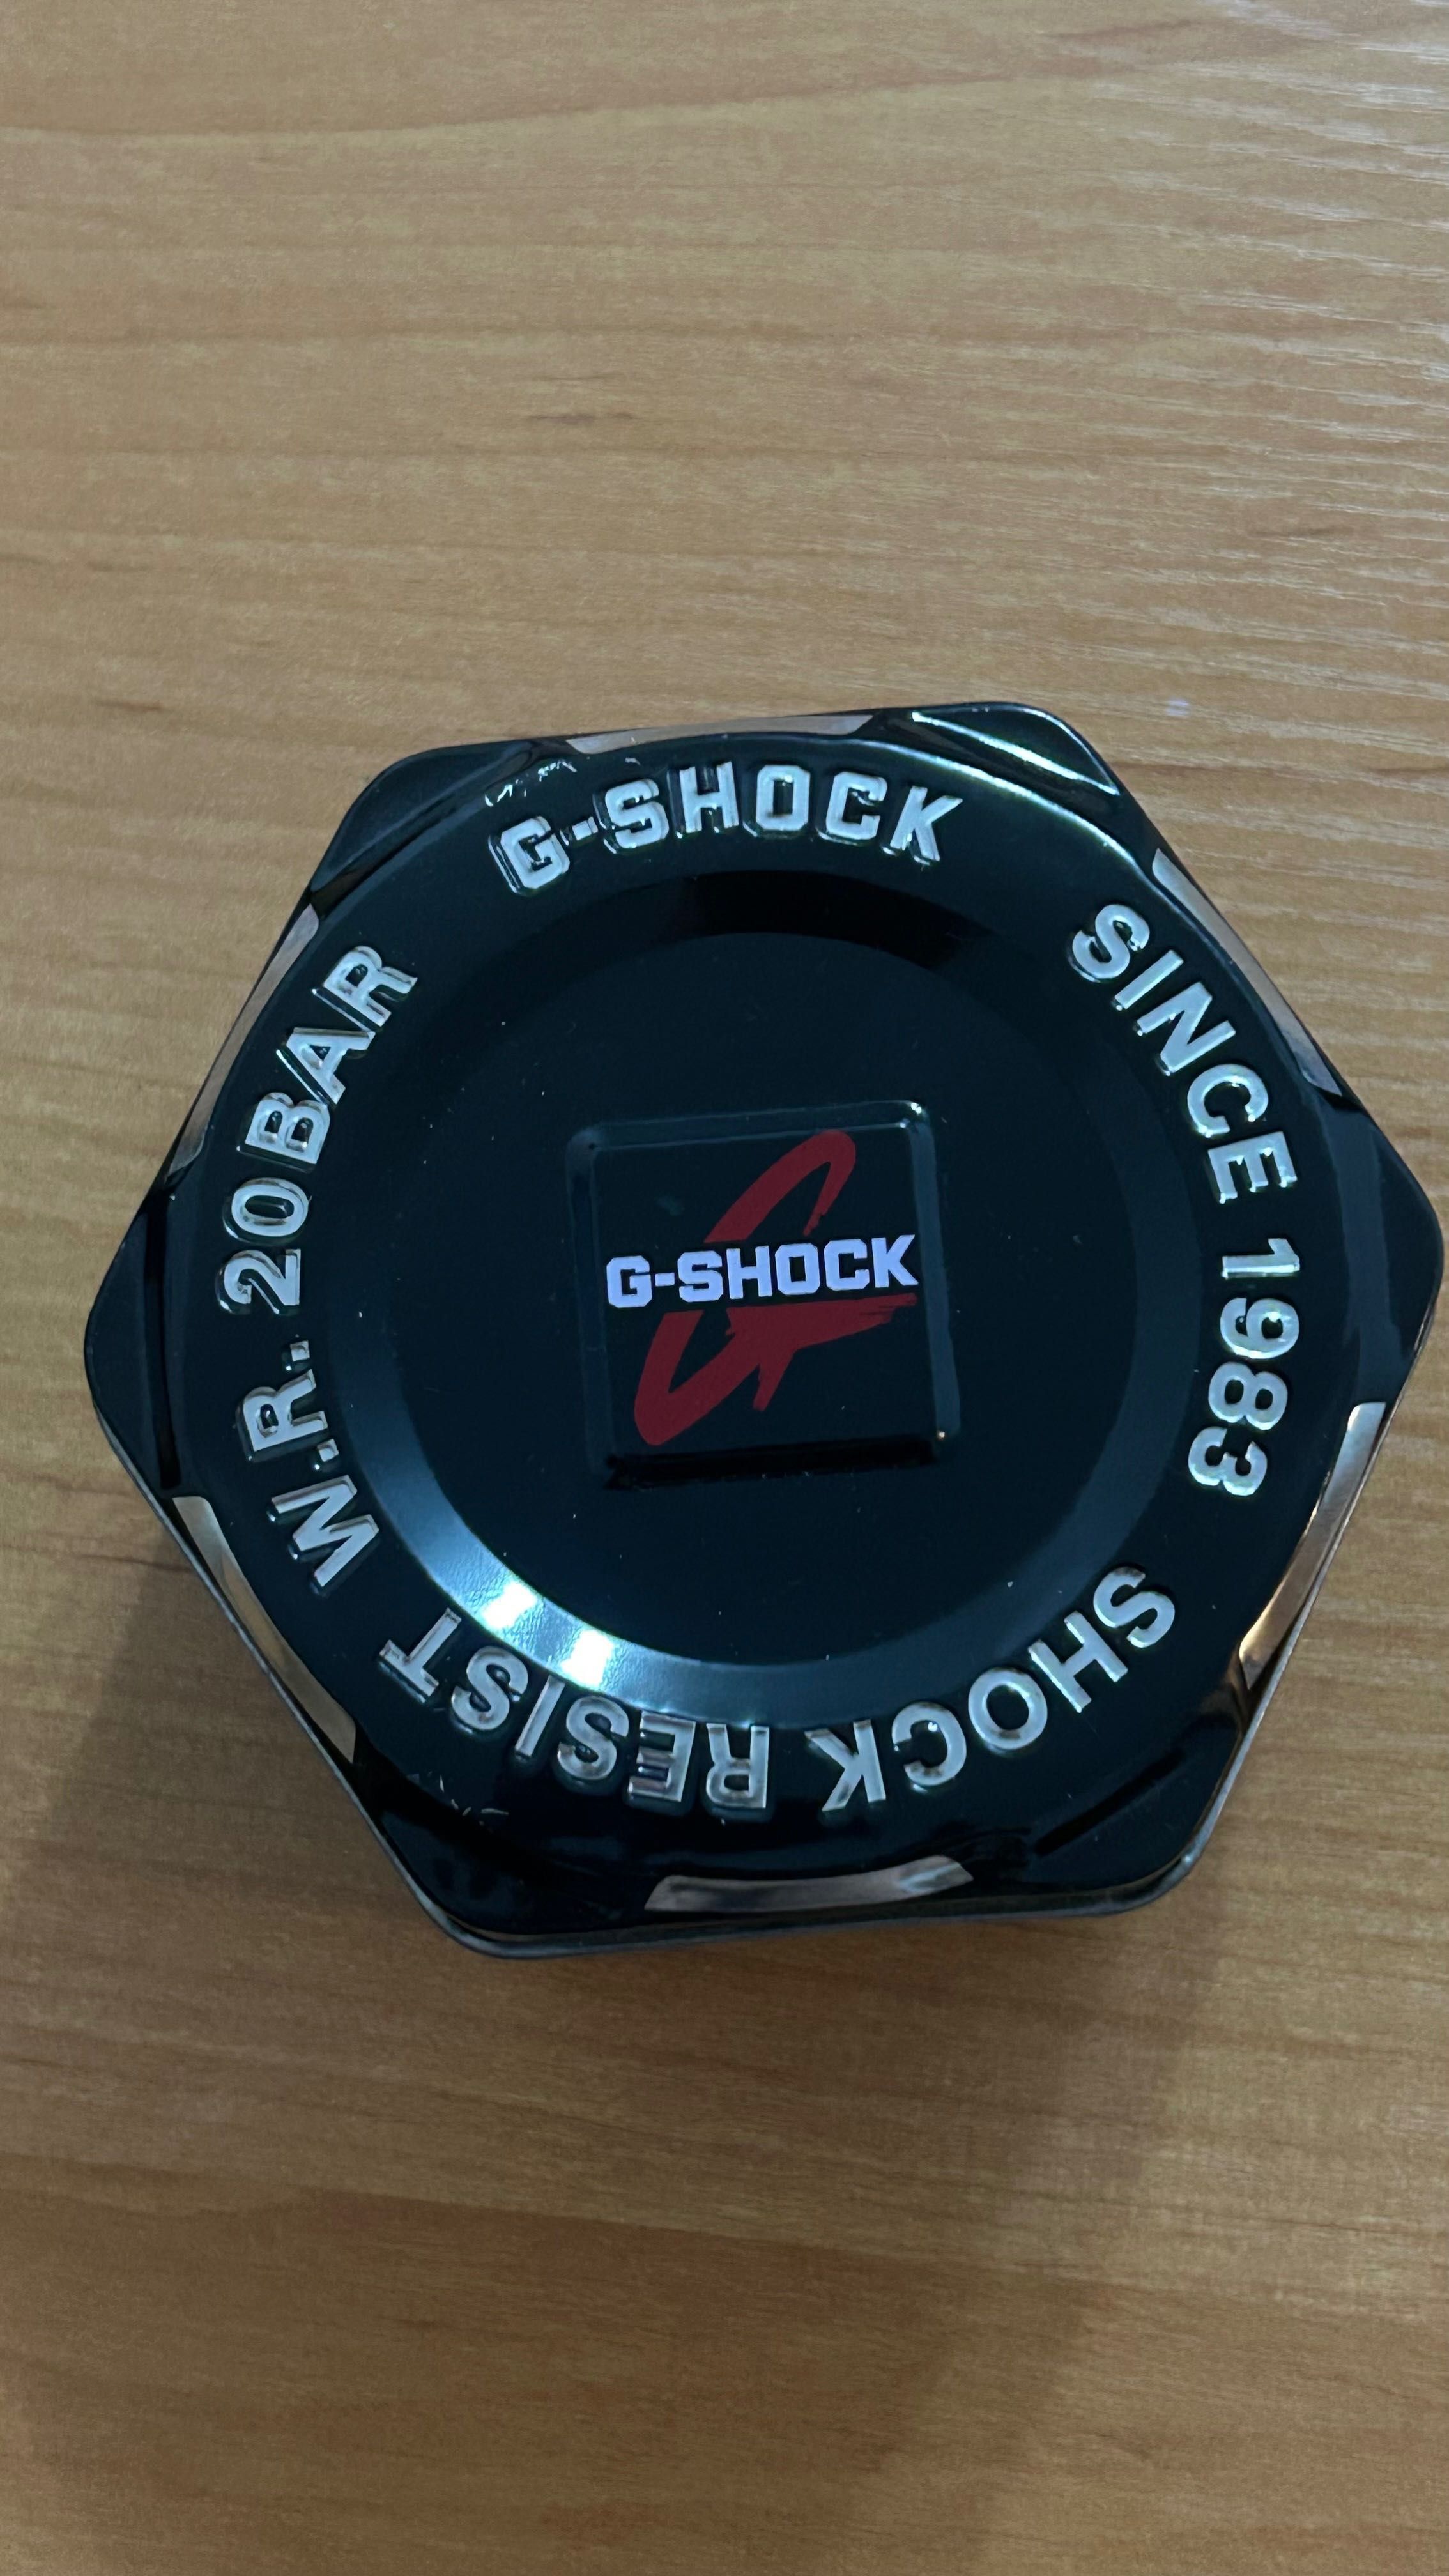 G-SHOCK
SINCE 1983
SHOCK RESIST
W.R. 20BAR
G-SHOCK